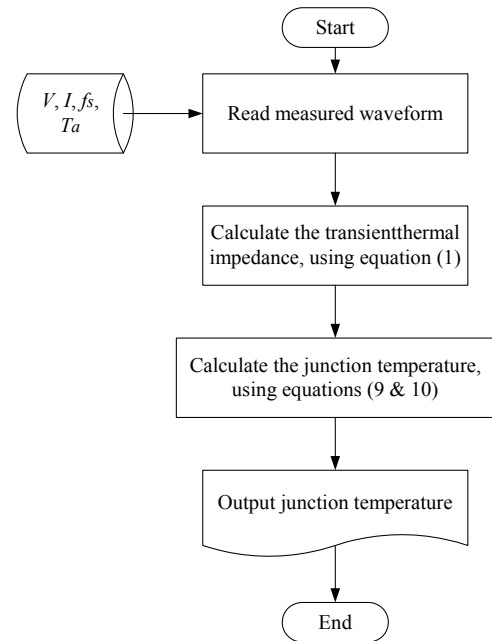 Start
V, I, fs,
Ta
Read measured waveform
Calculate the transientthermal
impedance, using equation (1)
Calculate the junction temperature,
using equations (9 & 10)
Output junction temperature
End